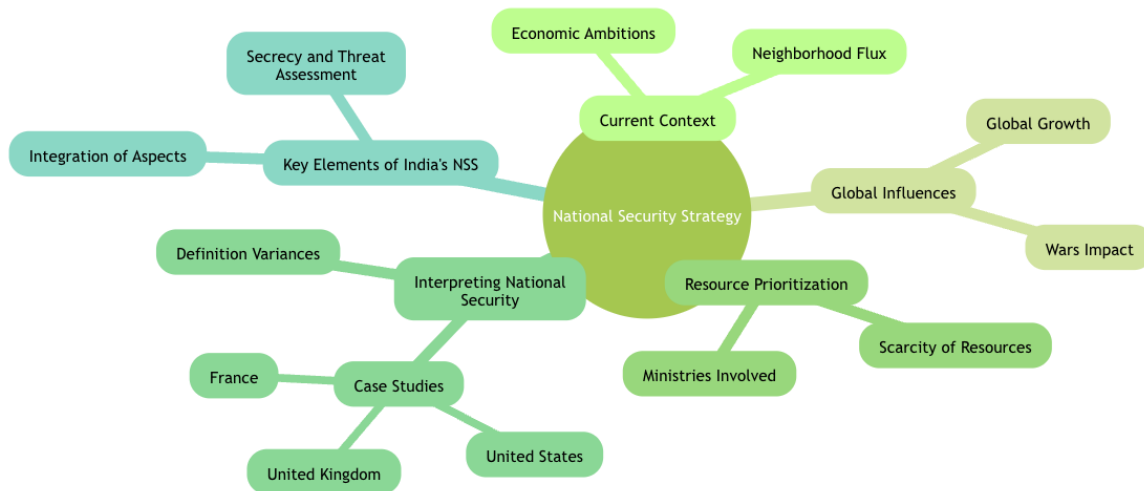 Economic Ambitions
Neighborhood Flux
Secrecy and Threat
Assessment
Current Context
Global Growth
Integration of Aspects
Key Elements of India's NSS
Global Influences
National Security Strategy
Wars Impact
Definition Variances
Interpreting National
Security
Resource Prioritization
Scarcity of Resources
Ministries Involved
France
Case Studies
United States
United Kingdom